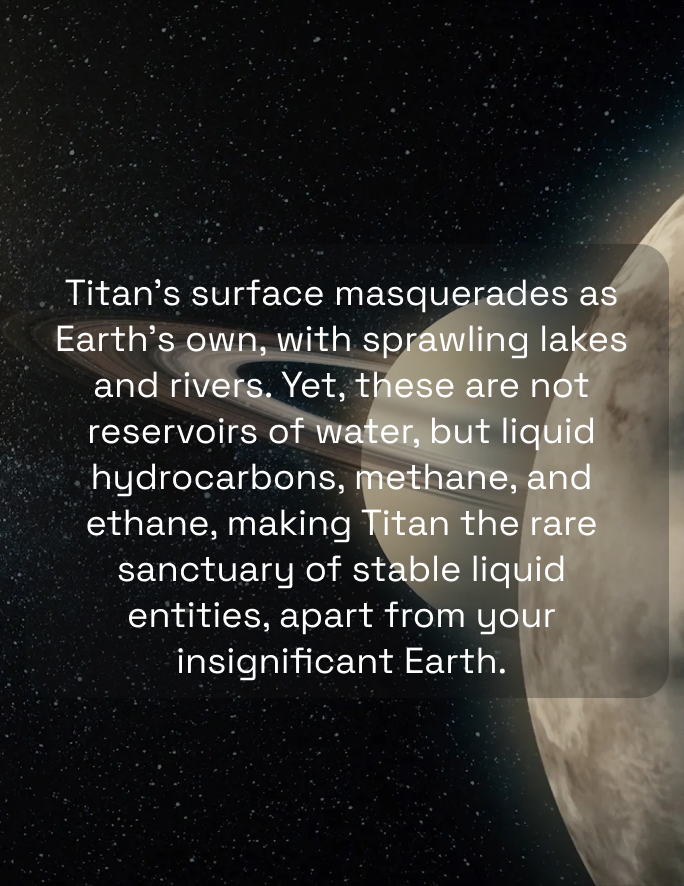 Titan’s surface masquerades as
Earth’s own, with sprawling lakes
and rivers. Yet, these are not
reservoirs of water, but liquid
hydrocarbons, methane, and
ethane, making Titan the rare
sanctuary of stable liquid
entities, apart from your
insignificant Earth.